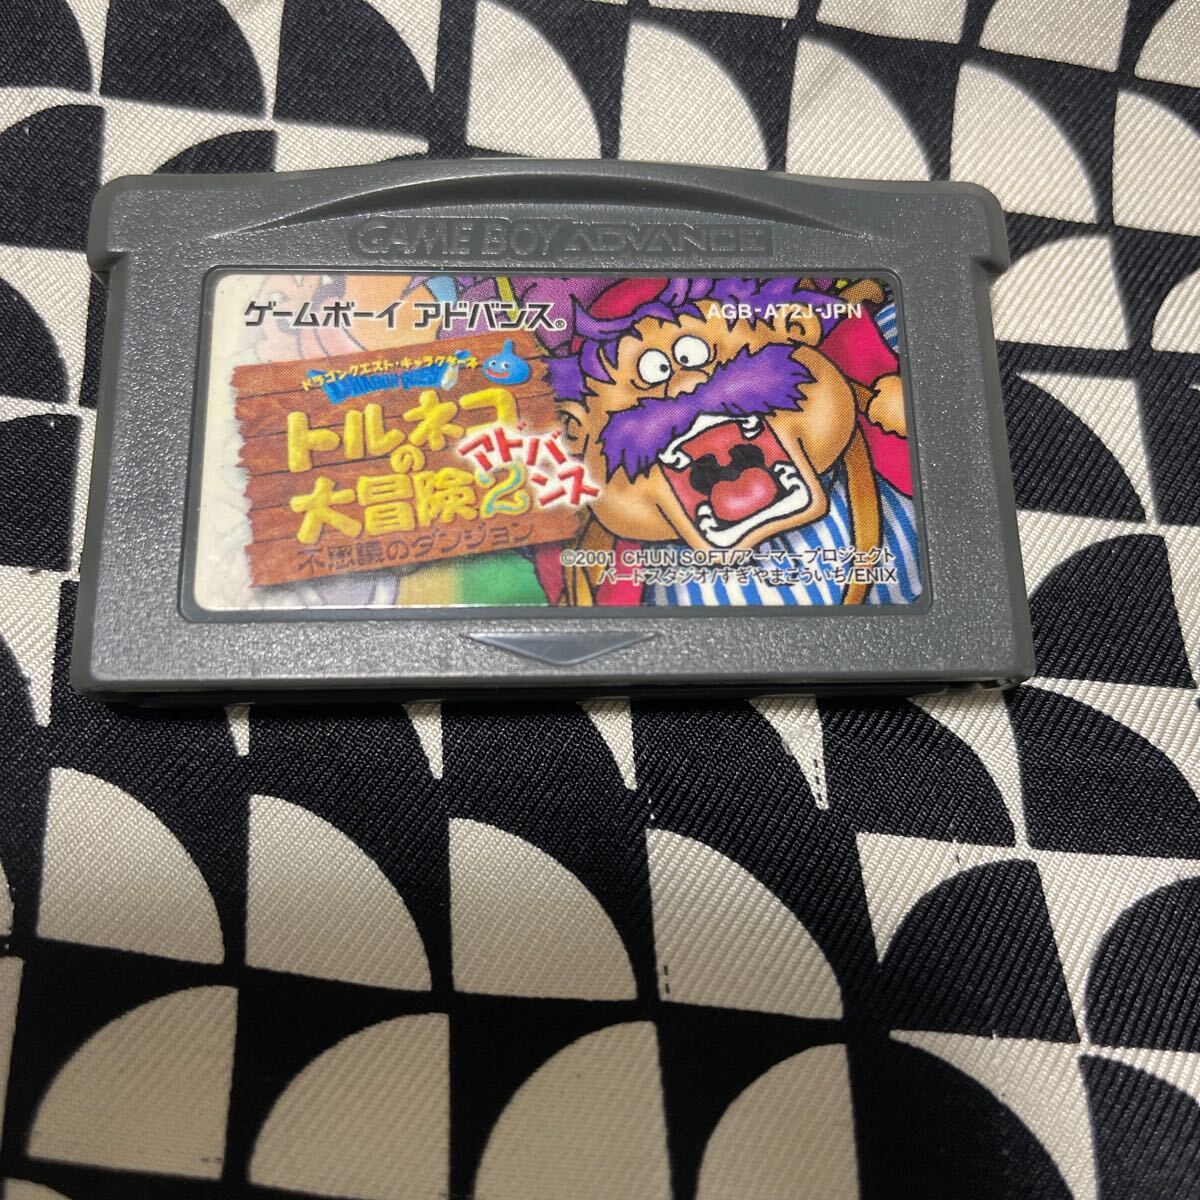 GAME BOY ADVANCE
ゲームボーイ アドバンス®
AGB-AT2J-JPN
ドラゴンクエスト・キャラクターズ
トルネコの
大冒険2
アドバンス
不思議のダンジョン
©2001 CHUN SOFT/アーマープロジェクト
バードスタジオ/すぎやまこういち/ENIX